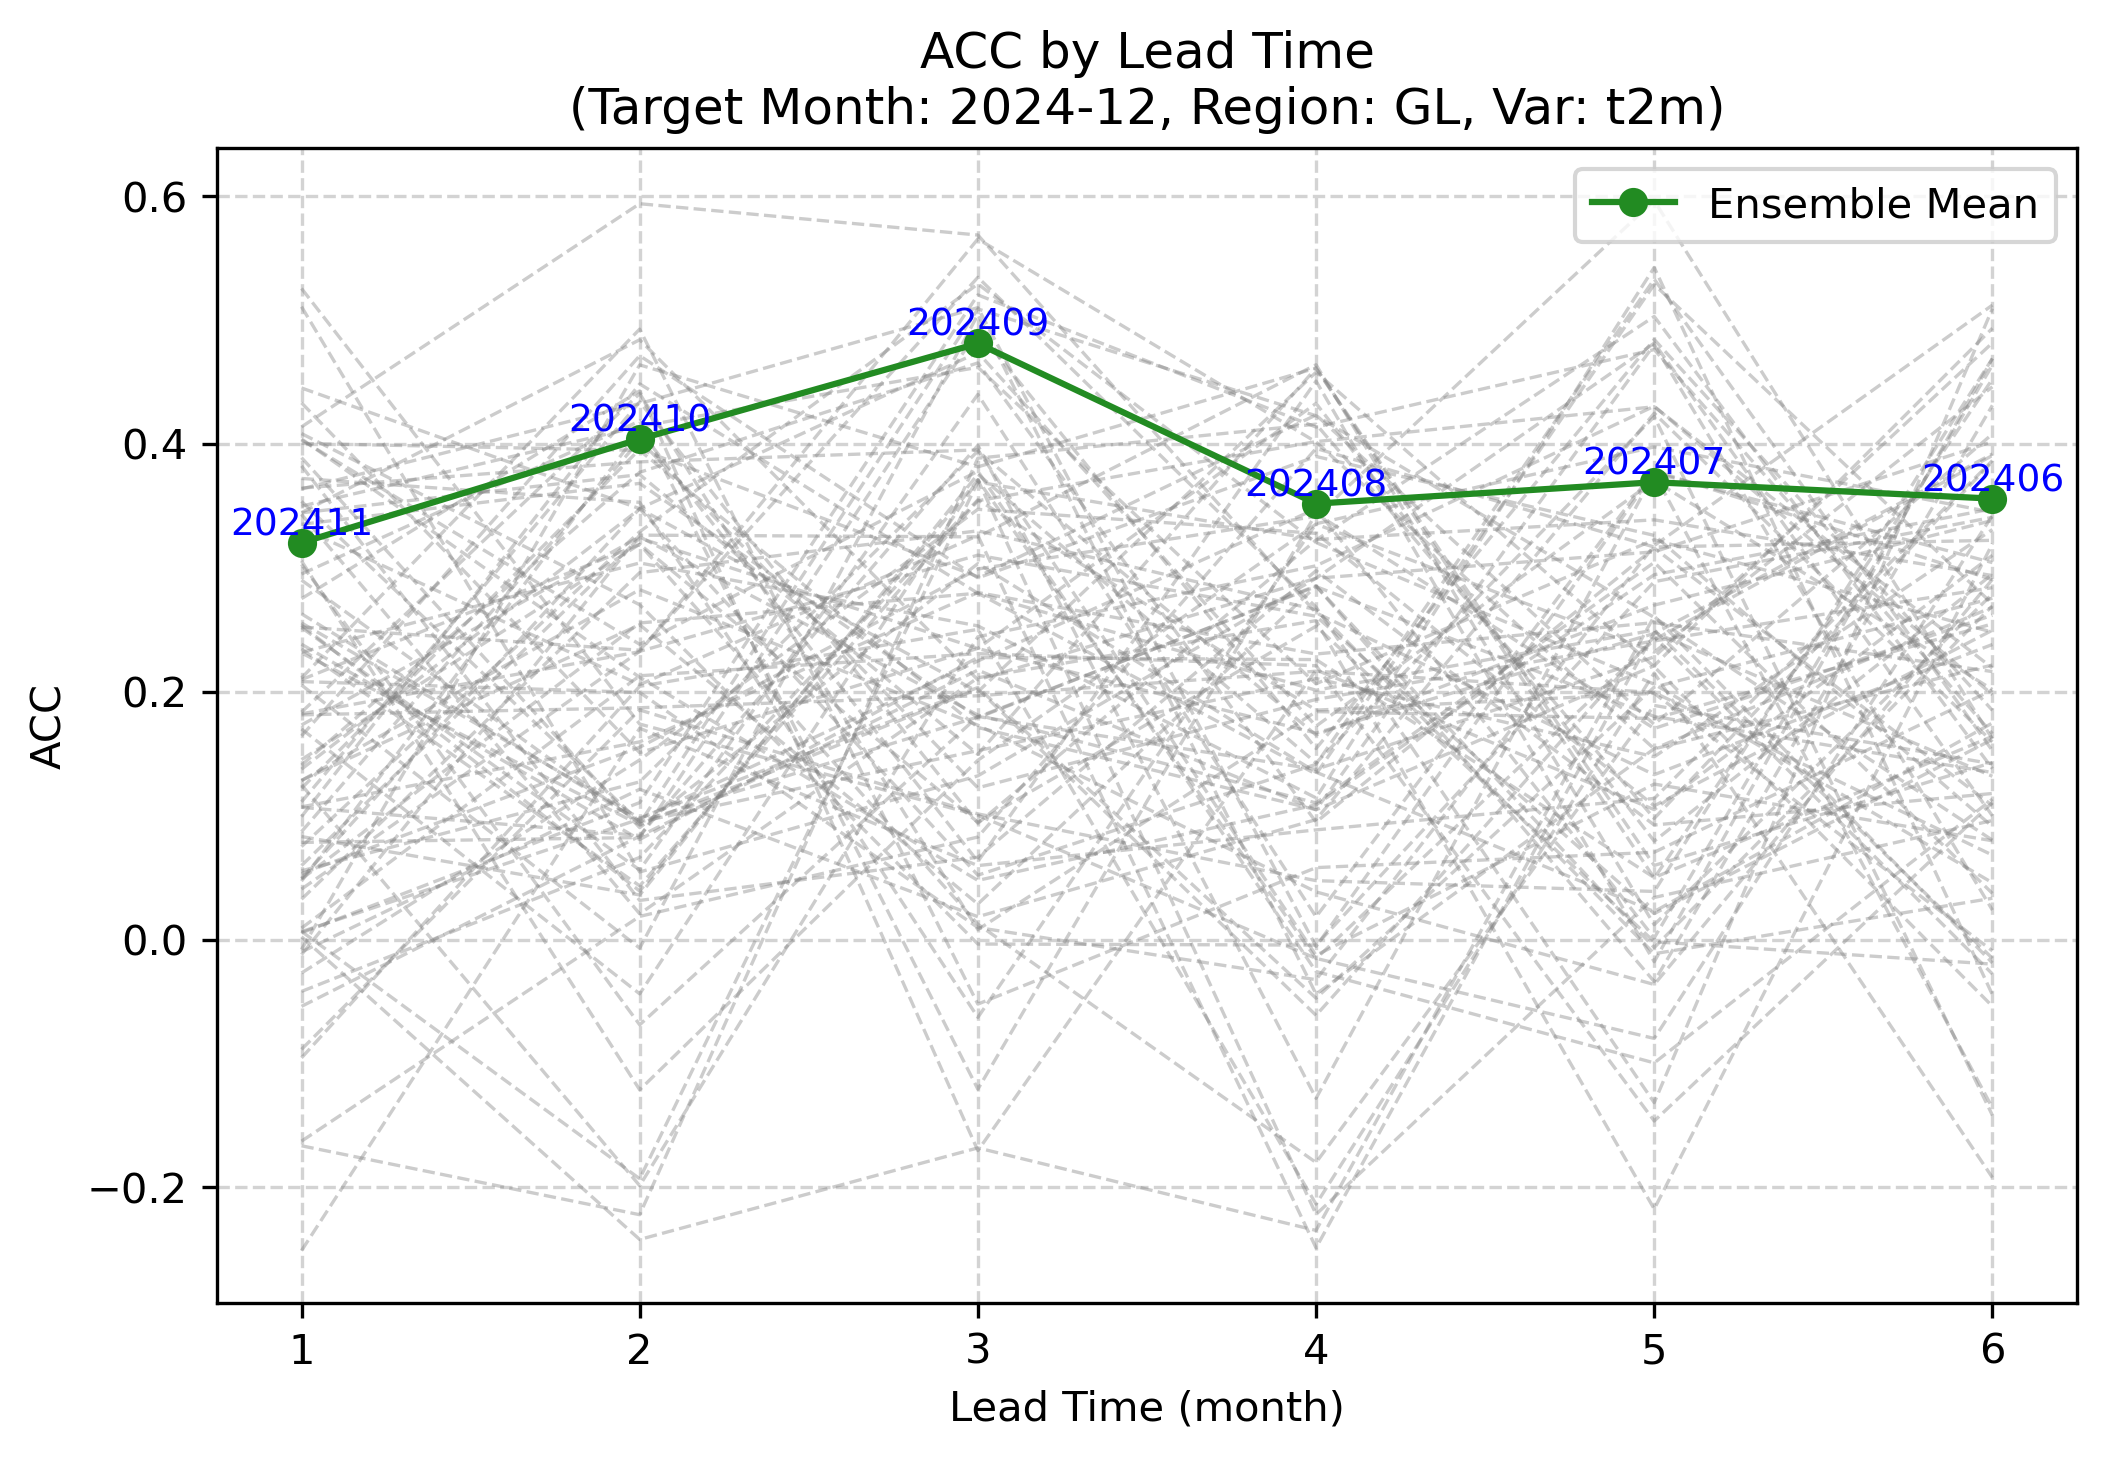 ACC by Lead Time
(Target Month: 2024-12, Region: GL, Var: t2m)
Ensemble Mean
0.6
0.4
0.2
0.0
−0.2
ACC
202411
202410
202409
202408
202407
202406
1 2 3 4 5 6
Lead Time (month)